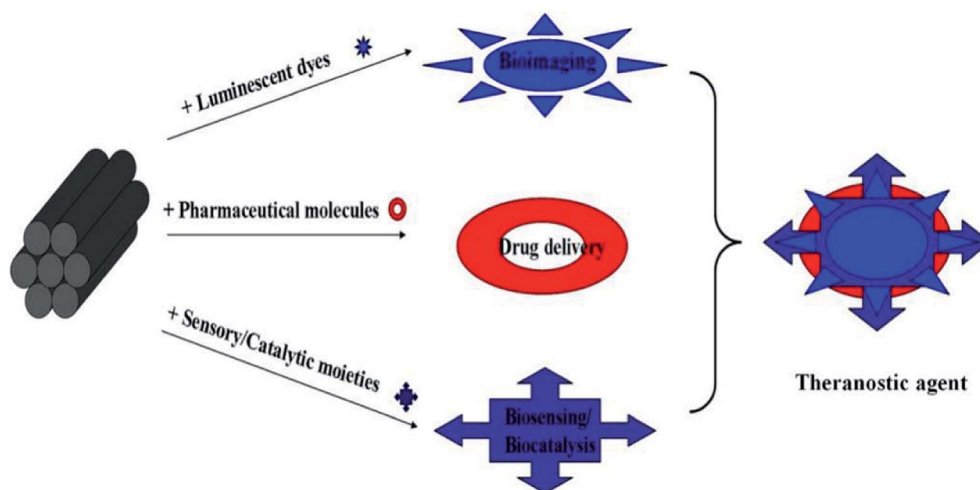 + Luminescent dyes
Bioimaging
+ Pharmaceutical molecules
Drug delivery
+ Sensory/Catalytic moieties
Biosensing/
Biocatalysis
Theranostic agent